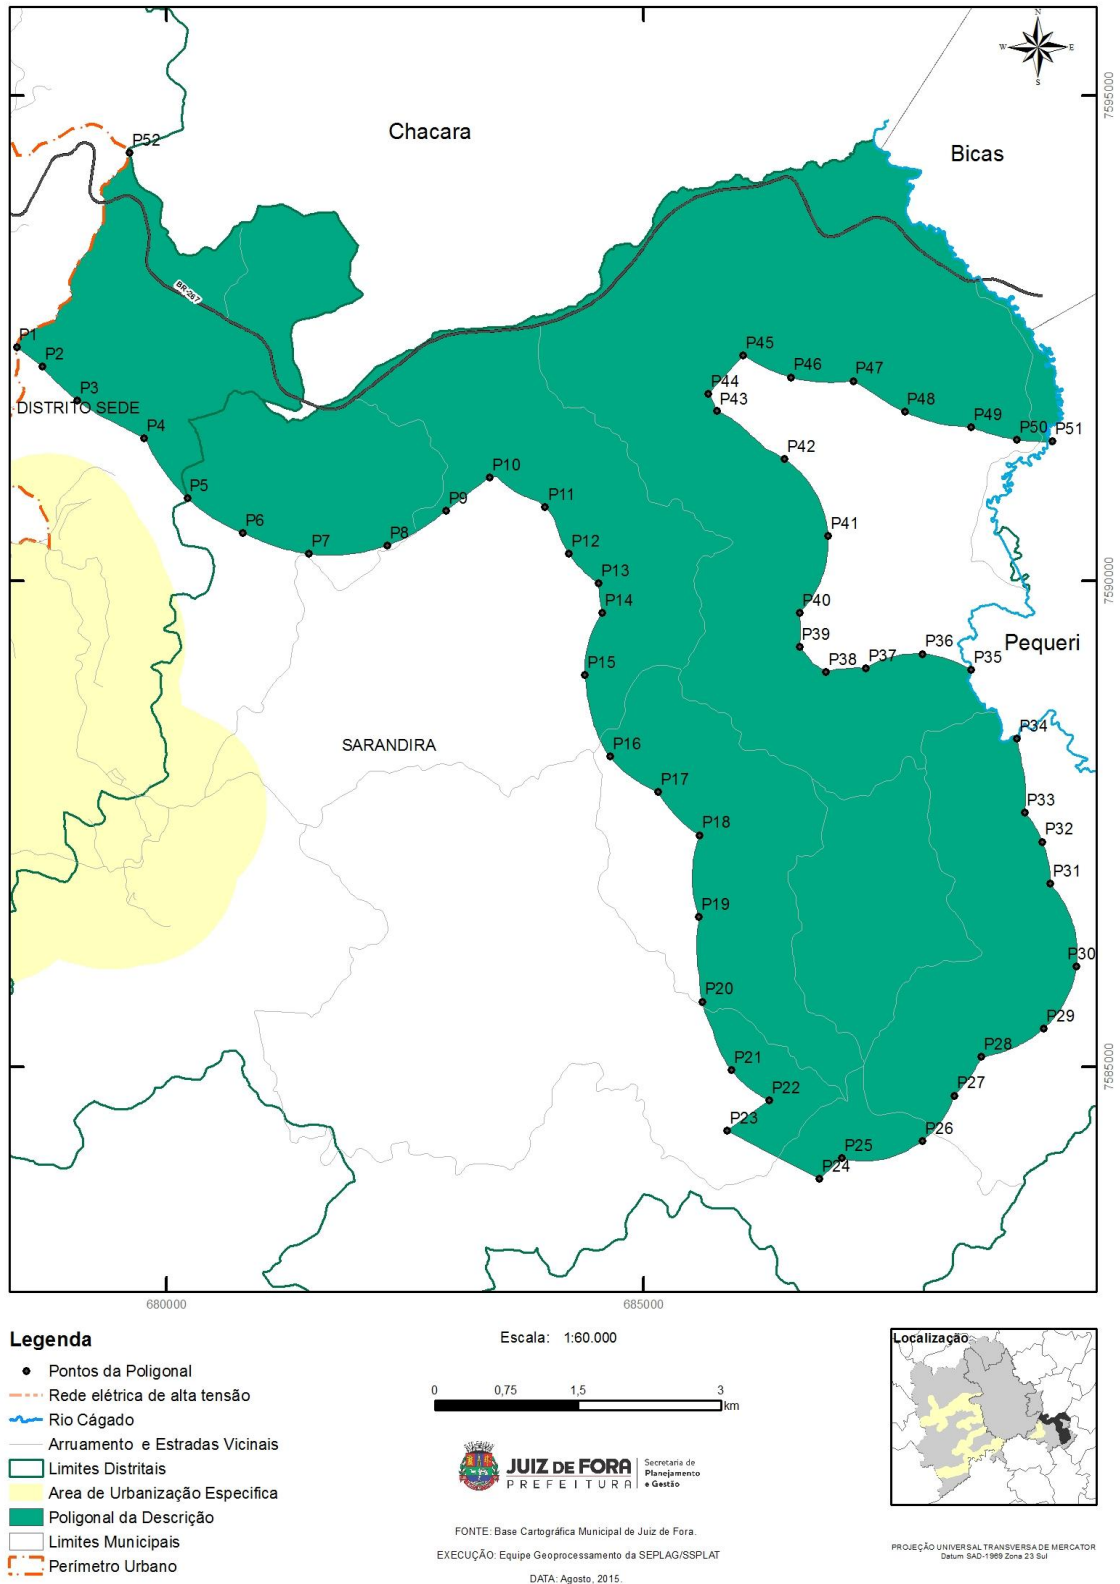 N
W E
S
Chacara
Bicas
P52
BR-267
P1
P2
P3
DISTRITO SEDE
P4
P5
P6
P7
P8
P9
P10
P11
P12
P13
P14
P15
P16
P17
P18
P19
P20
P21
P22
P23
P24
P25
P26
P27
P28
P29
P30
P31
P32
P33
P34
P35
P36
P37
P38
P39
P40
P41
P42
P43
P44
P45
P46
P47
P48
P49
P50
P51
Pequeri
SARANDIRA
7595000
7590000
7585000
680000
685000
Legenda
Pontos da Poligonal
Rede elétrica de alta tensão
Rio Cágado
Arruamento e Estradas Vicinais
Limites Distritais
Area de Urbanização Especifica
Poligonal da Descrição
Limites Municipais
Perímetro Urbano
Escala: 1:60.000
0 0,75 1,5 3
km
JUIZ DE FORA
PREFEITURA
Secretaria de
Planejamento
e Gestão
FONTE: Base Cartográfica Municipal de Juiz de Fora.
EXECUÇÃO: Equipe Geoprocessamento da SEPLAG/SSPLAT
DATA: Agosto, 2015.
Localização
PROJEÇÃO UNIVERSAL TRANSVERSA DE MERCATOR
Datum SAD-1969 Zona 23 Sul